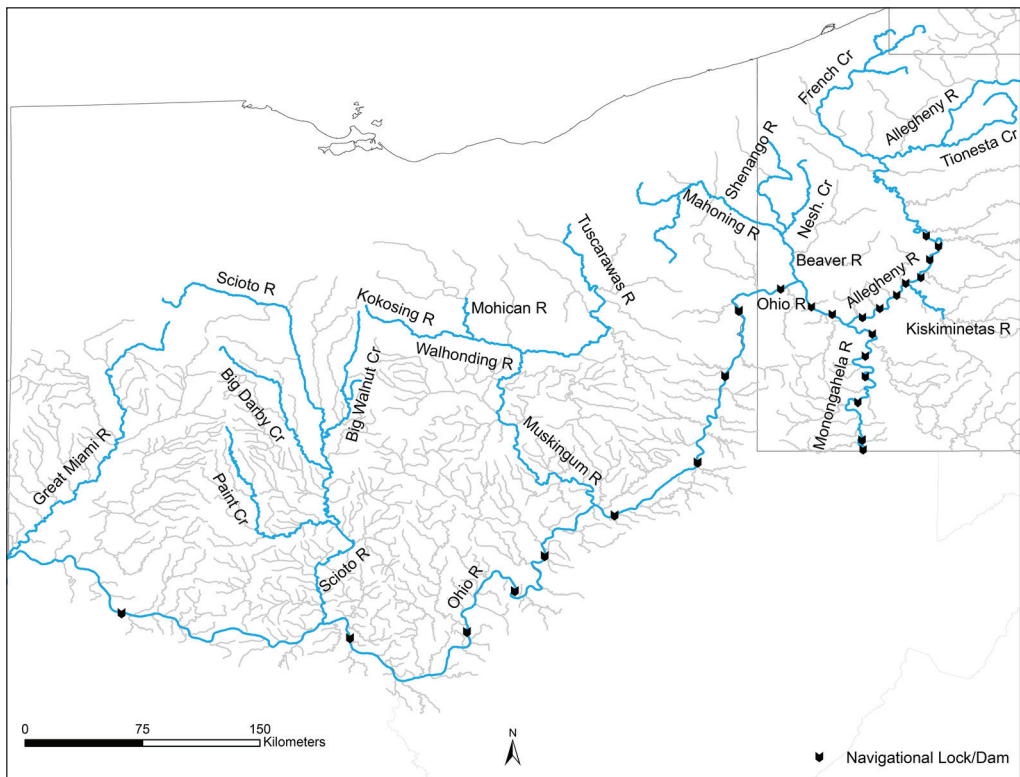 French Cr
Allegheny R
Tionesta Cr
Shenango R
Nesh. Cr
Mahoning R
Tuscarawas R
Beaver R
Allegheny R
Ohio R
Kiskiminetas R
Scioto R
Kokosing R
Mohican R
Walhonding R
Monongahela R
Big Darby Cr
Big Walnut Cr
Great Miami R
Paint Cr
Muskingum R
Scioto R
Ohio R
0
75
150
Kilometers
N
Navigational Lock/Dam